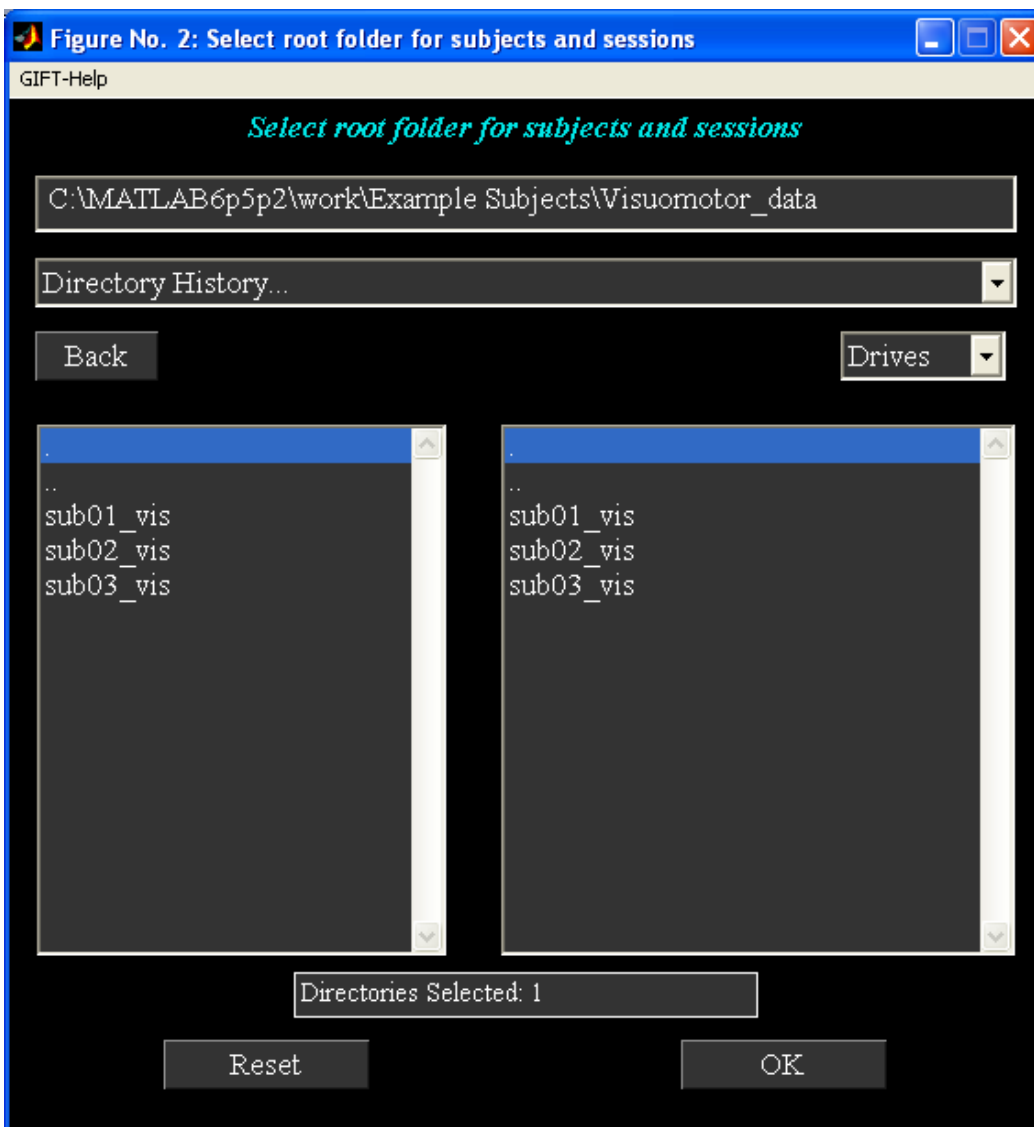 Figure No. 2: Select root folder for subjects and sessions
GIFT-Help
Select root folder for subjects and sessions
C:\MATLAB6p5p2\work\Example Subjects\Visuomotor_data
Directory History...
Back
Drives
.
..
sub01_vis
sub02_vis
sub03_vis
.
..
sub01_vis
sub02_vis
sub03_vis
Directories Selected: 1
Reset
OK